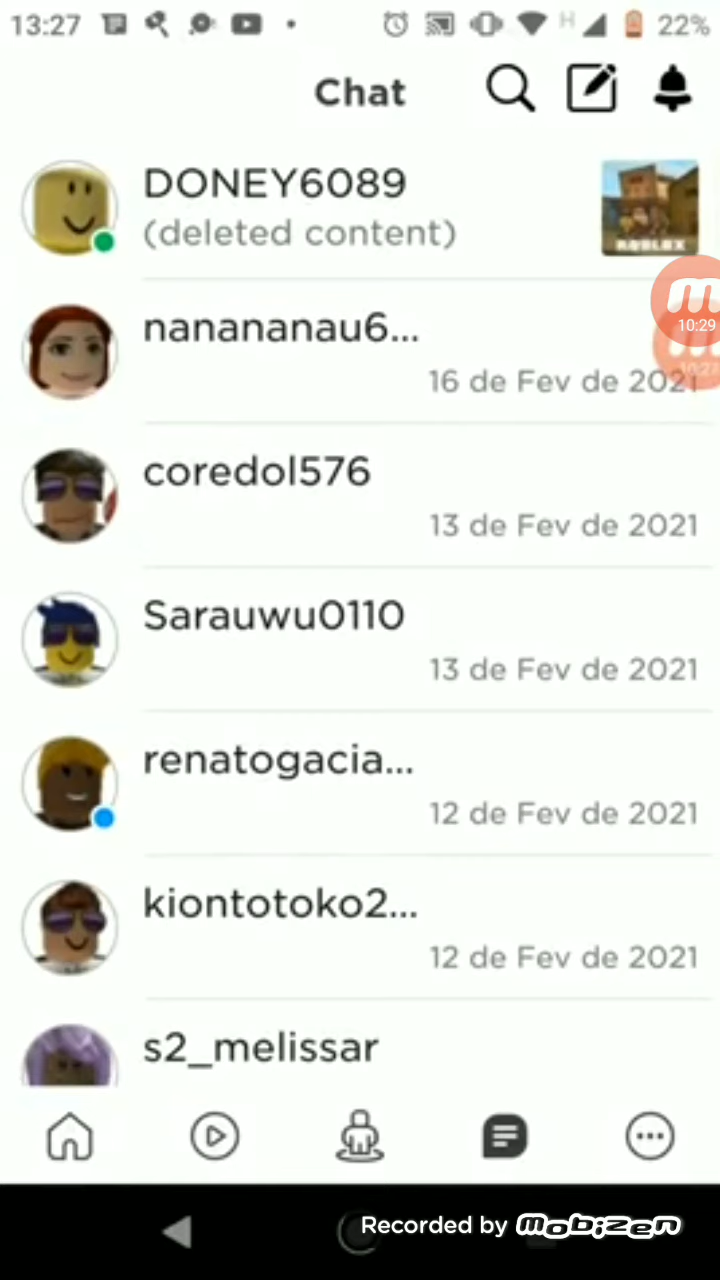 13:27
H
22%
Chat
DONEY6089
(deleted content)
ROBLOX
nanananau6...
10:29
16 de Fev de 2021
coredol576
13 de Fev de 2021
Sarauwu0110
13 de Fev de 2021
renatogacia...
12 de Fev de 2021
kiontotoko2...
12 de Fev de 2021
s2_melissar
Recorded by mobizen